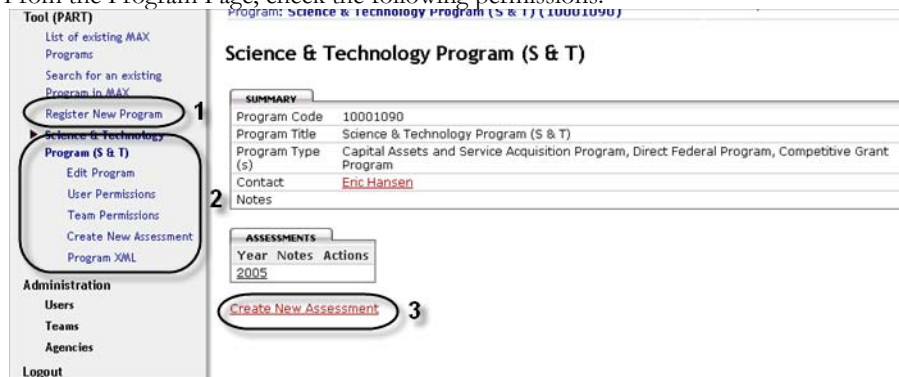 From the Program Page, check the following permissions:
Tool (PART)
List of existing MAX
Programs
Search for an existing
Program in MAX
Register New Program
1
Science & Technology
Program (S & T)
Edit Program
User Permissions
Team Permissions
Create New Assessment
Program XML
2
Administration
Users
Teams
Agencies
Logout
Program: Science & Technology Program (S & T) (10001090)
Science & Technology Program (S & T)
SUMMARY
Program Code 10001090
Program Title Science & Technology Program (S & T)
Program Type Capital Assets and Service Acquisition Program, Direct Federal Program, Competitive Grant
(s) Program
Contact Eric Hansen
Notes
ASSESSMENTS
Year Notes Actions
2005
Create New Assessment
3